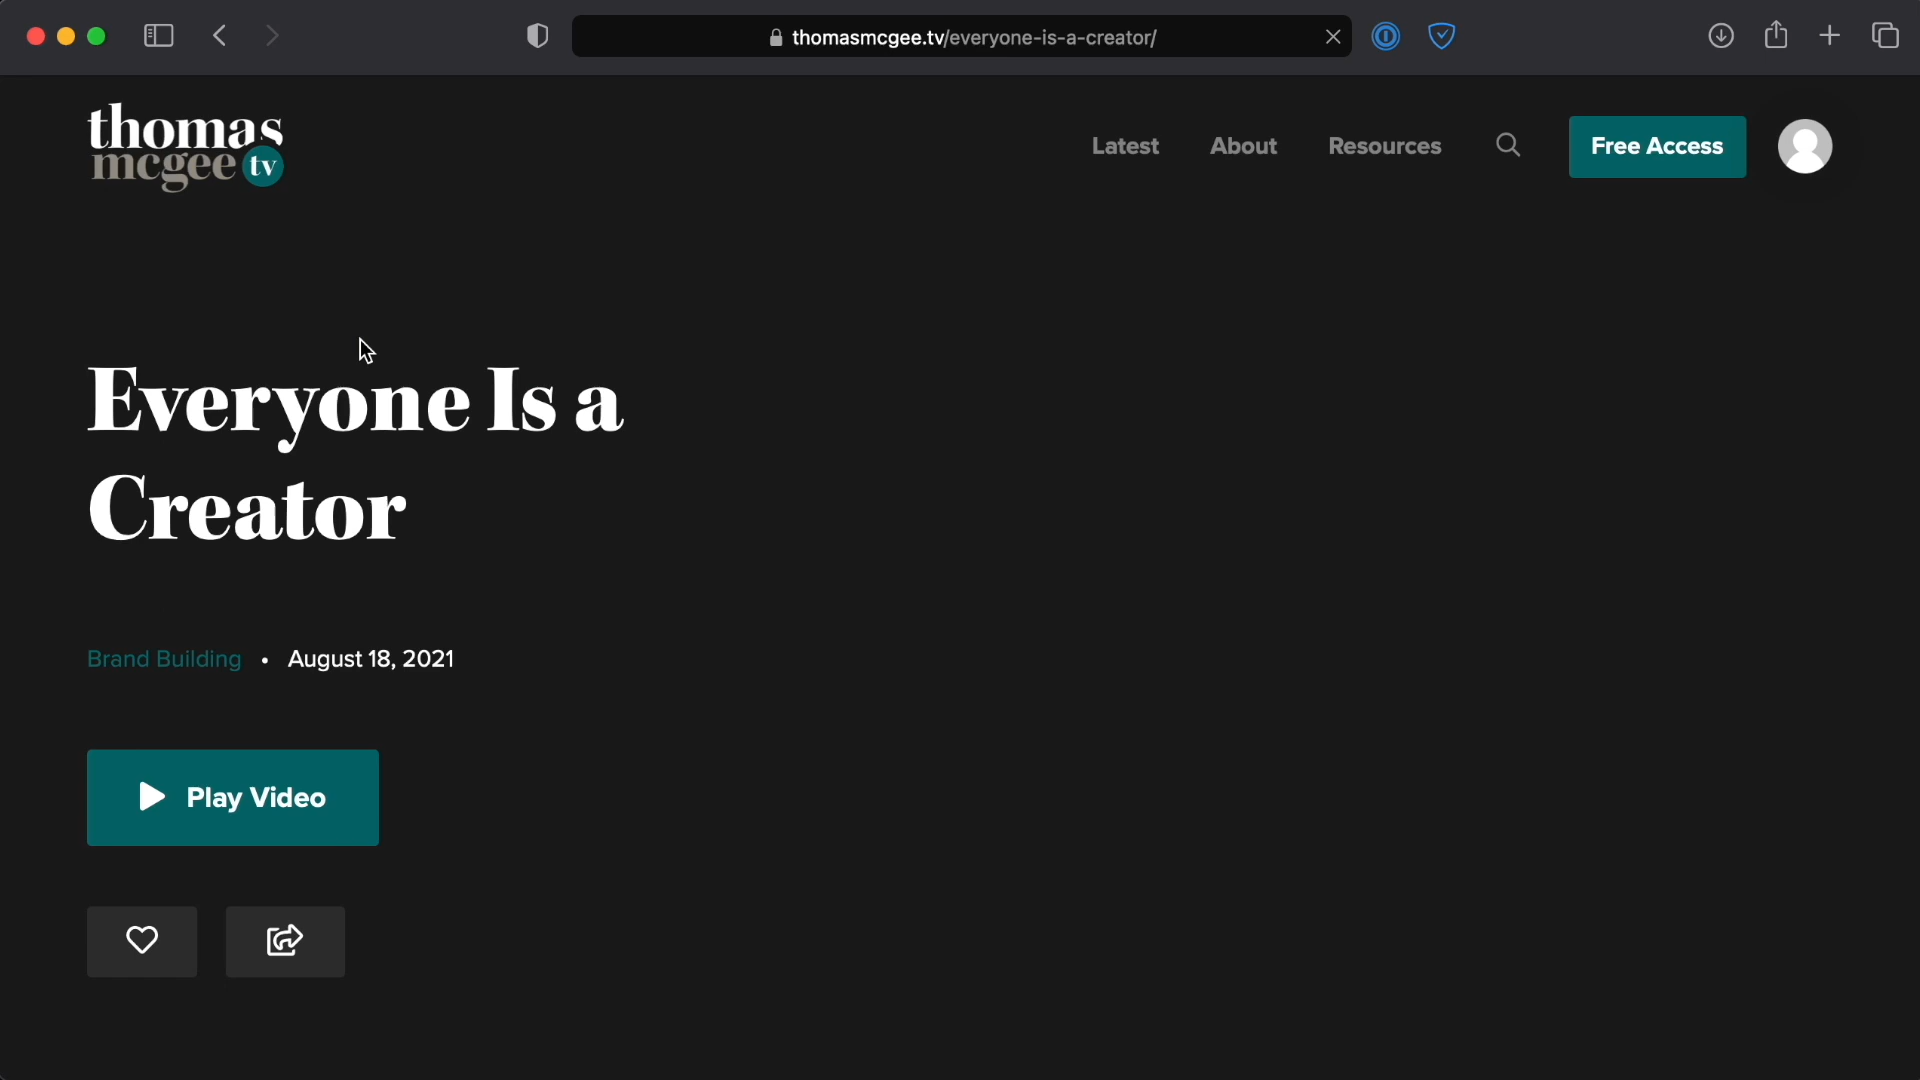 thomasmcgee.tv/everyone-is-a-creator/
thomas
mcgee tv
Latest
About
Resources
Free Access
Everyone Is a
Creator
Brand Building • August 18, 2021
Play Video